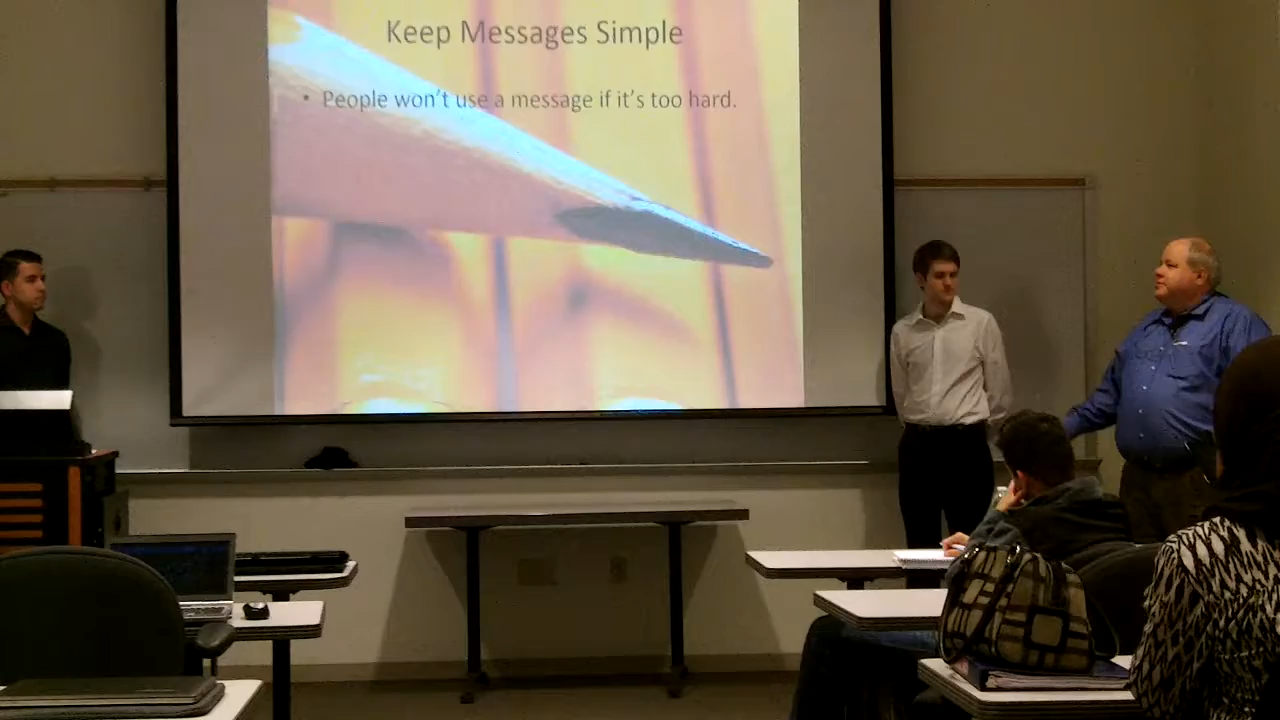 Keep Messages Simple
• People won't use a message if it's too hard.